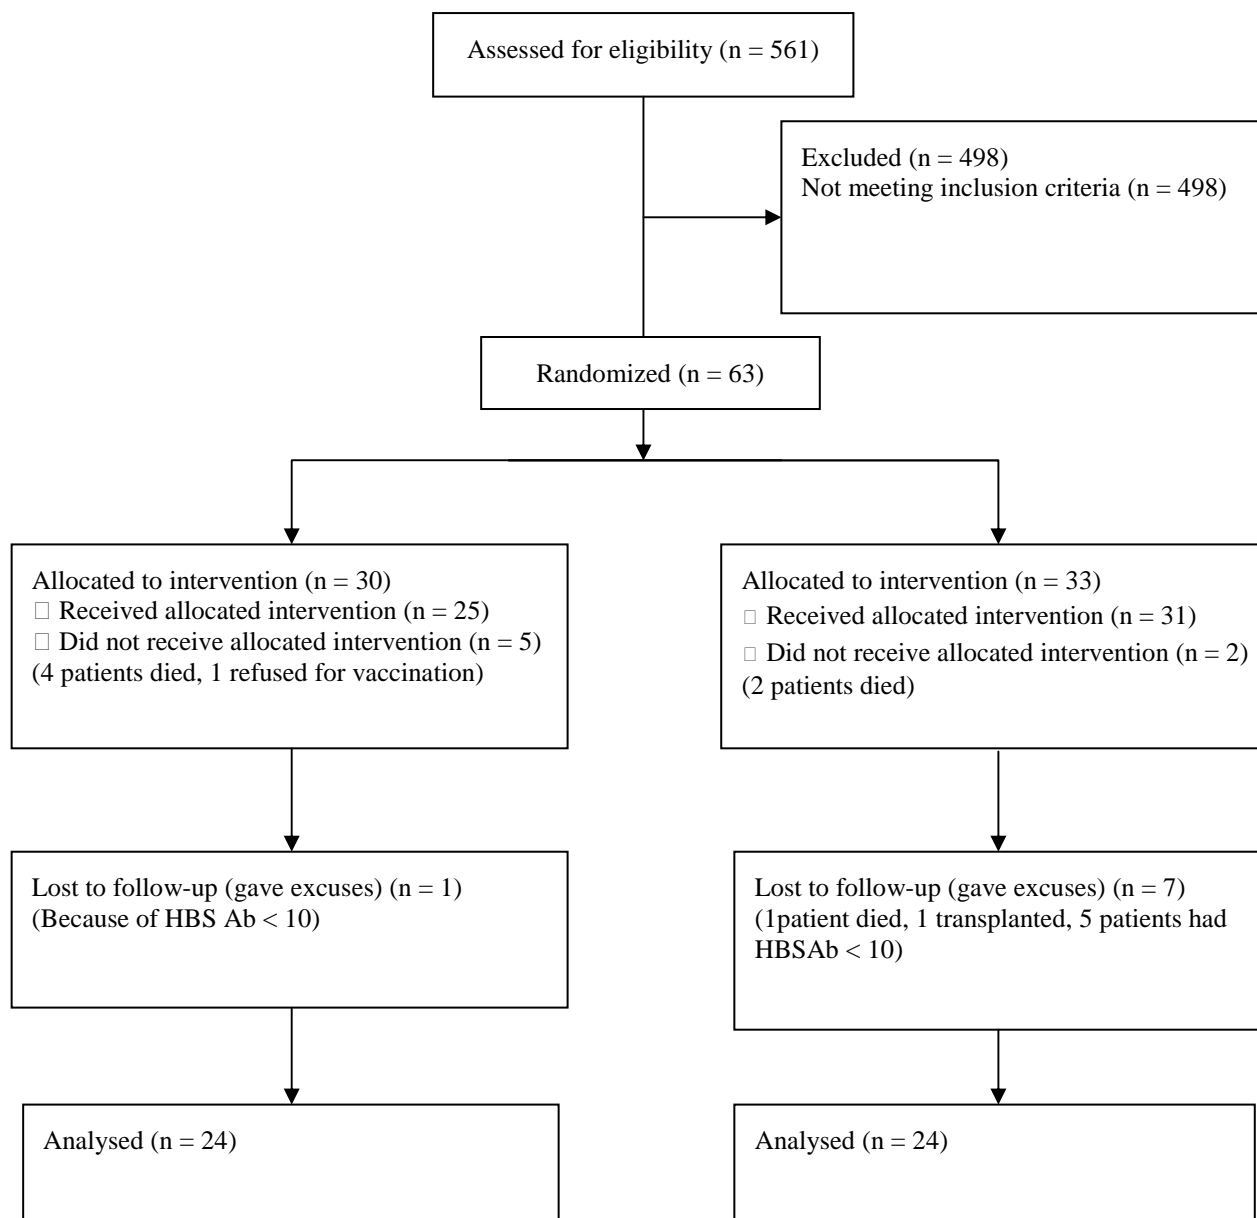 Assessed for eligibility (n = 561)
Excluded (n = 498)
Not meeting inclusion criteria (n = 498)
Randomized (n = 63)
Allocated to intervention (n = 30)
□ Received allocated intervention (n = 25)
□ Did not receive allocated intervention (n = 5)
(4 patients died, 1 refused for vaccination)
Allocated to intervention (n = 33)
□ Received allocated intervention (n = 31)
□ Did not receive allocated intervention (n = 2)
(2 patients died)
Lost to follow-up (gave excuses) (n = 1)
(Because of HBS Ab < 10)
Lost to follow-up (gave excuses) (n = 7)
(1patient died, 1 transplanted, 5 patients had
HBSAb < 10)
Analysed (n = 24)
Analysed (n = 24)